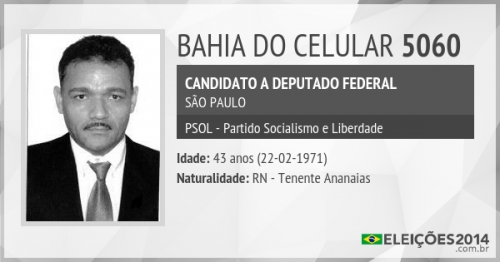 BAHIA DO CELULAR 5060
CANDIDATO A DEPUTADO FEDERAL
SÃO PAULO
PSOL - Partido Socialismo e Liberdade
Idade: 43 anos (22-02-1971)
Naturalidade: RN - Tenente Ananaias
ELEIÇÕES2014
.com.br